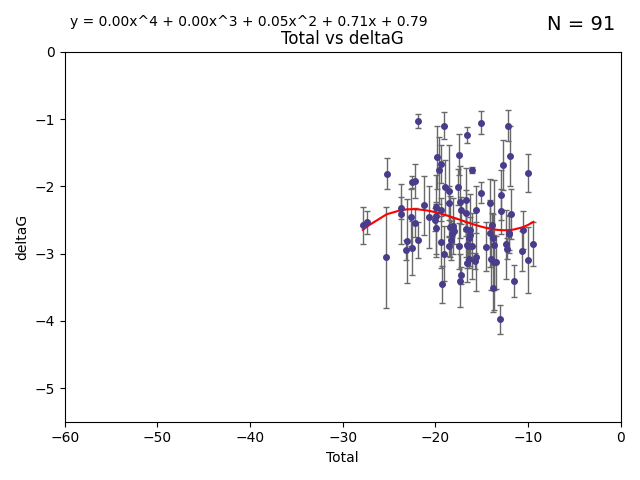 y = 0.00x^4 + 0.00x^3 + 0.05x^2 + 0.71x + 0.79
N = 91
Total vs deltaG
0
−1
−2
−3
−4
−5
deltaG
−60 −50 −40 −30 −20 −10 0
Total